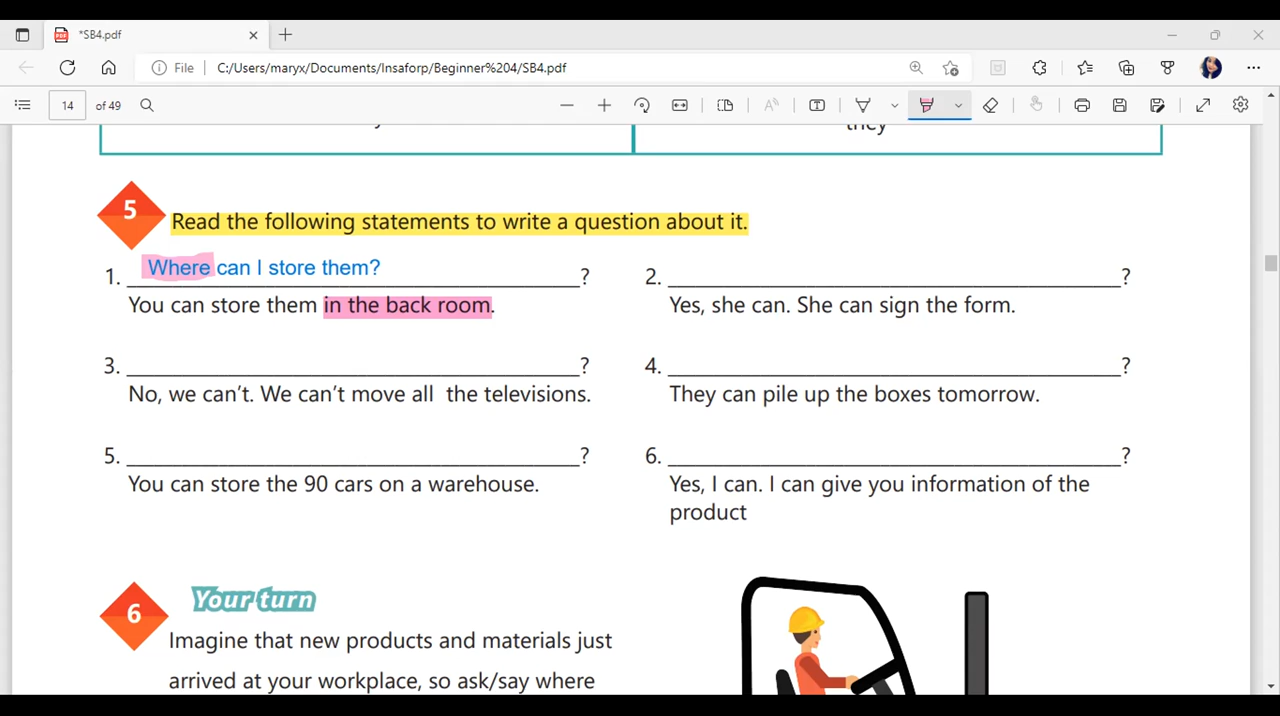 *SB4.pdf
File C:/Users/maryx/Documents/Insaforp/Beginner%204/SB4.pdf
14 of 49
they
5 Read the following statements to write a question about it.
1. Where can I store them? ?
You can store them in the back room.
2. ?
Yes, she can. She can sign the form.
3. ?
No, we can't. We can't move all the televisions.
4. ?
They can pile up the boxes tomorrow.
5. ?
You can store the 90 cars on a warehouse.
6. ?
Yes, I can. I can give you information of the
product
6 Your turn
Imagine that new products and materials just
arrived at your workplace, so ask/say where